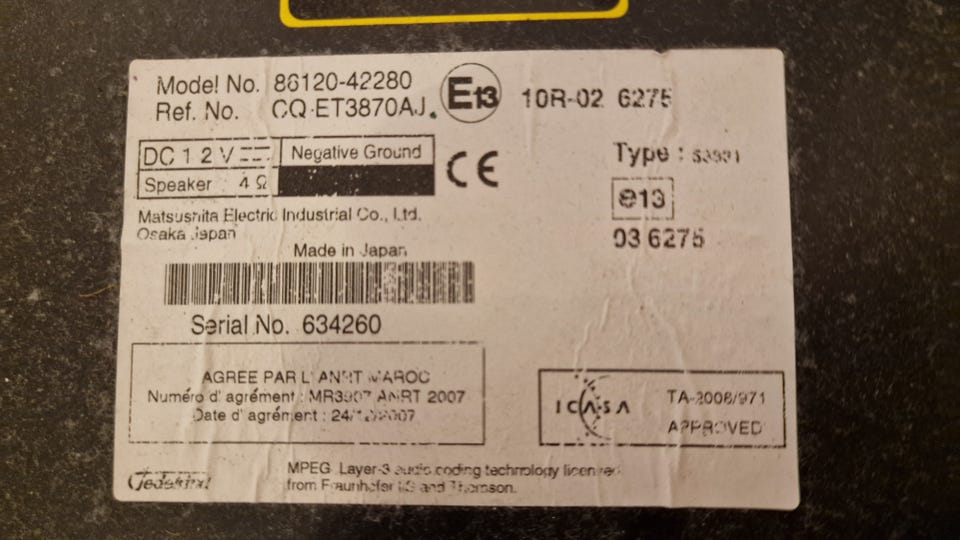 Model No. 86120-42280
Ref. No. CQ-ET3870AJ
E13 10R-02 6275
DC 12V
Negative Ground
Speaker 4 Ω
CE
Type :
e13
03 6275
Matsushita Electric Industrial Co., Ltd.
Osaka Japan
Made in Japan
Serial No. 634260
AGREE PAR L'ANRT MAROC
Numéro d'agrément : ANRT 2007
Date d'agrément :
ICASA
TA-2008/971
APPROVED
MPEG Layer-3 audio coding technology licensed
from Fraunhofer IIS and Thomson.